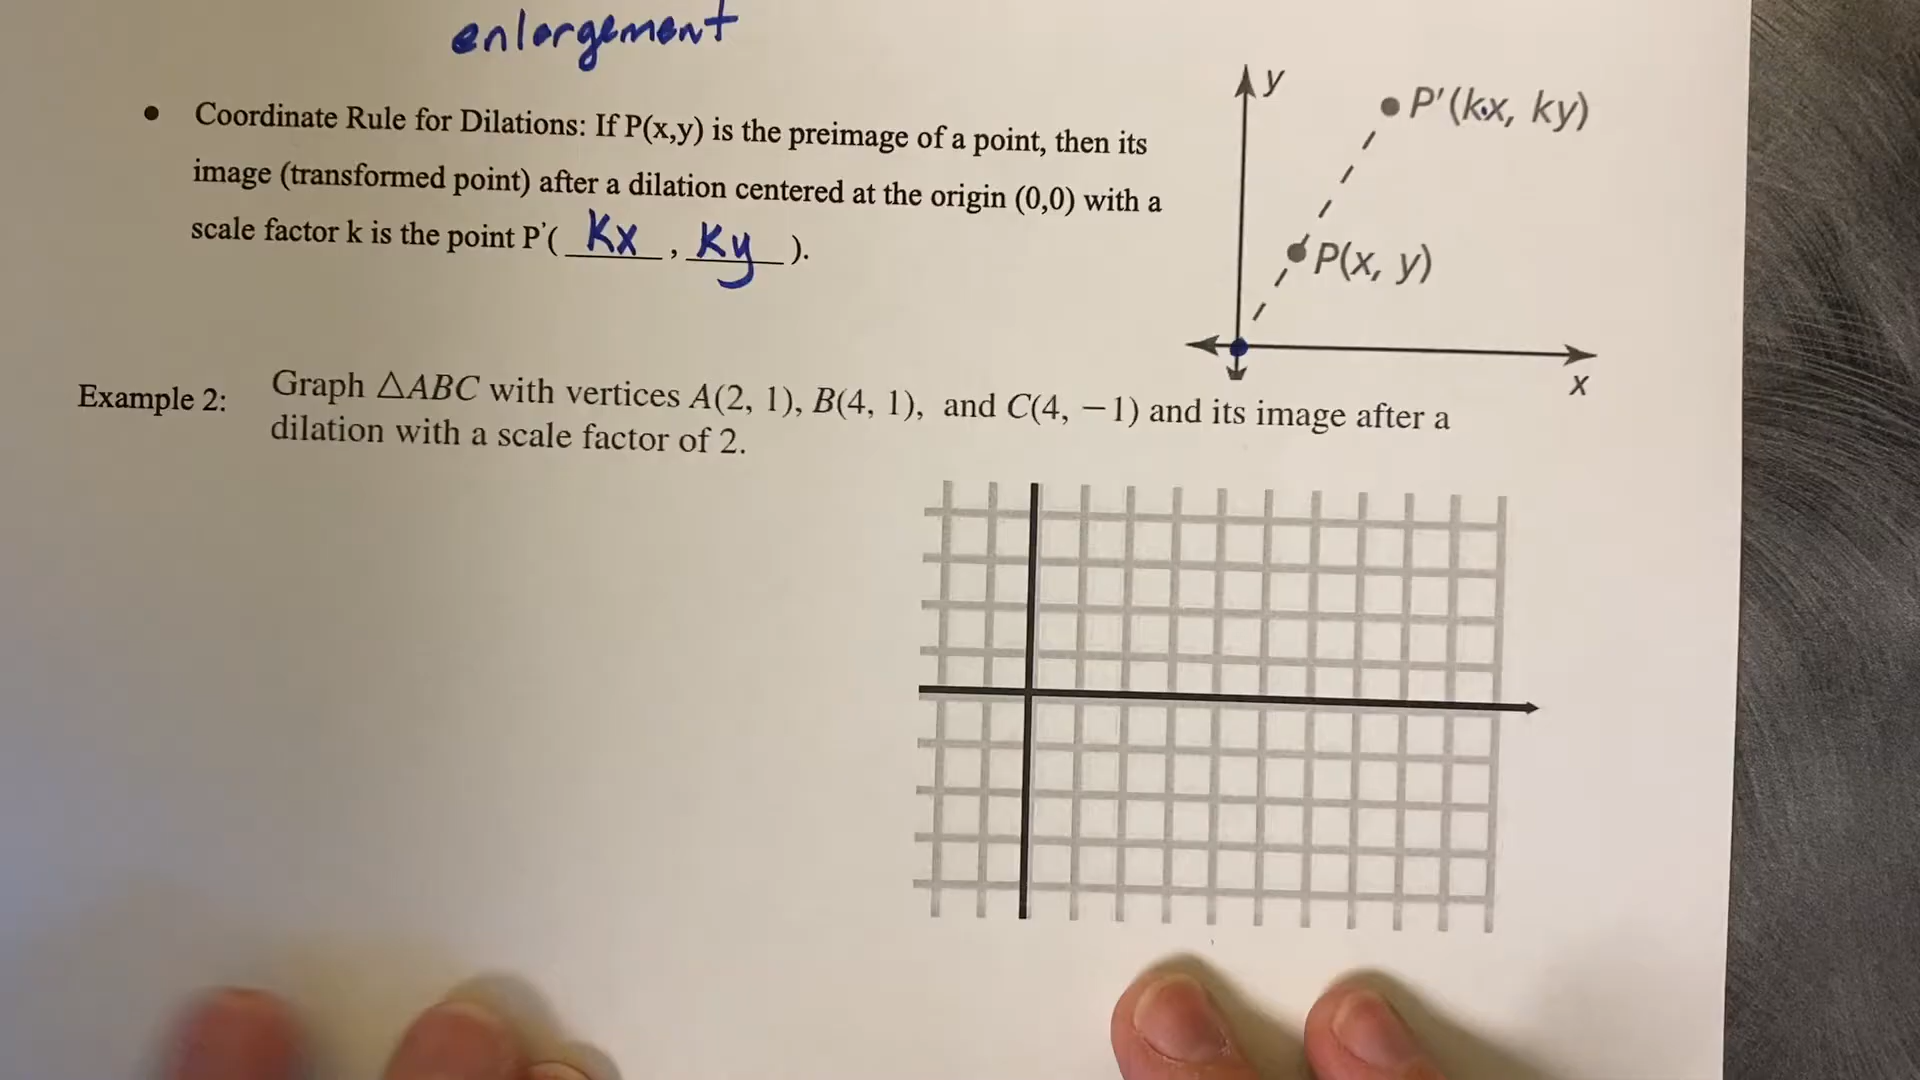 enlargement
• Coordinate Rule for Dilations: If P(x,y) is the preimage of a point, then its
image (transformed point) after a dilation centered at the origin (0,0) with a
scale factor k is the point P'( kx , ky ).
y
P'(k·x, ky)
P(x, y)
x
Example 2: Graph △ABC with vertices A(2, 1), B(4, 1), and C(4, −1) and its image after a
dilation with a scale factor of 2.